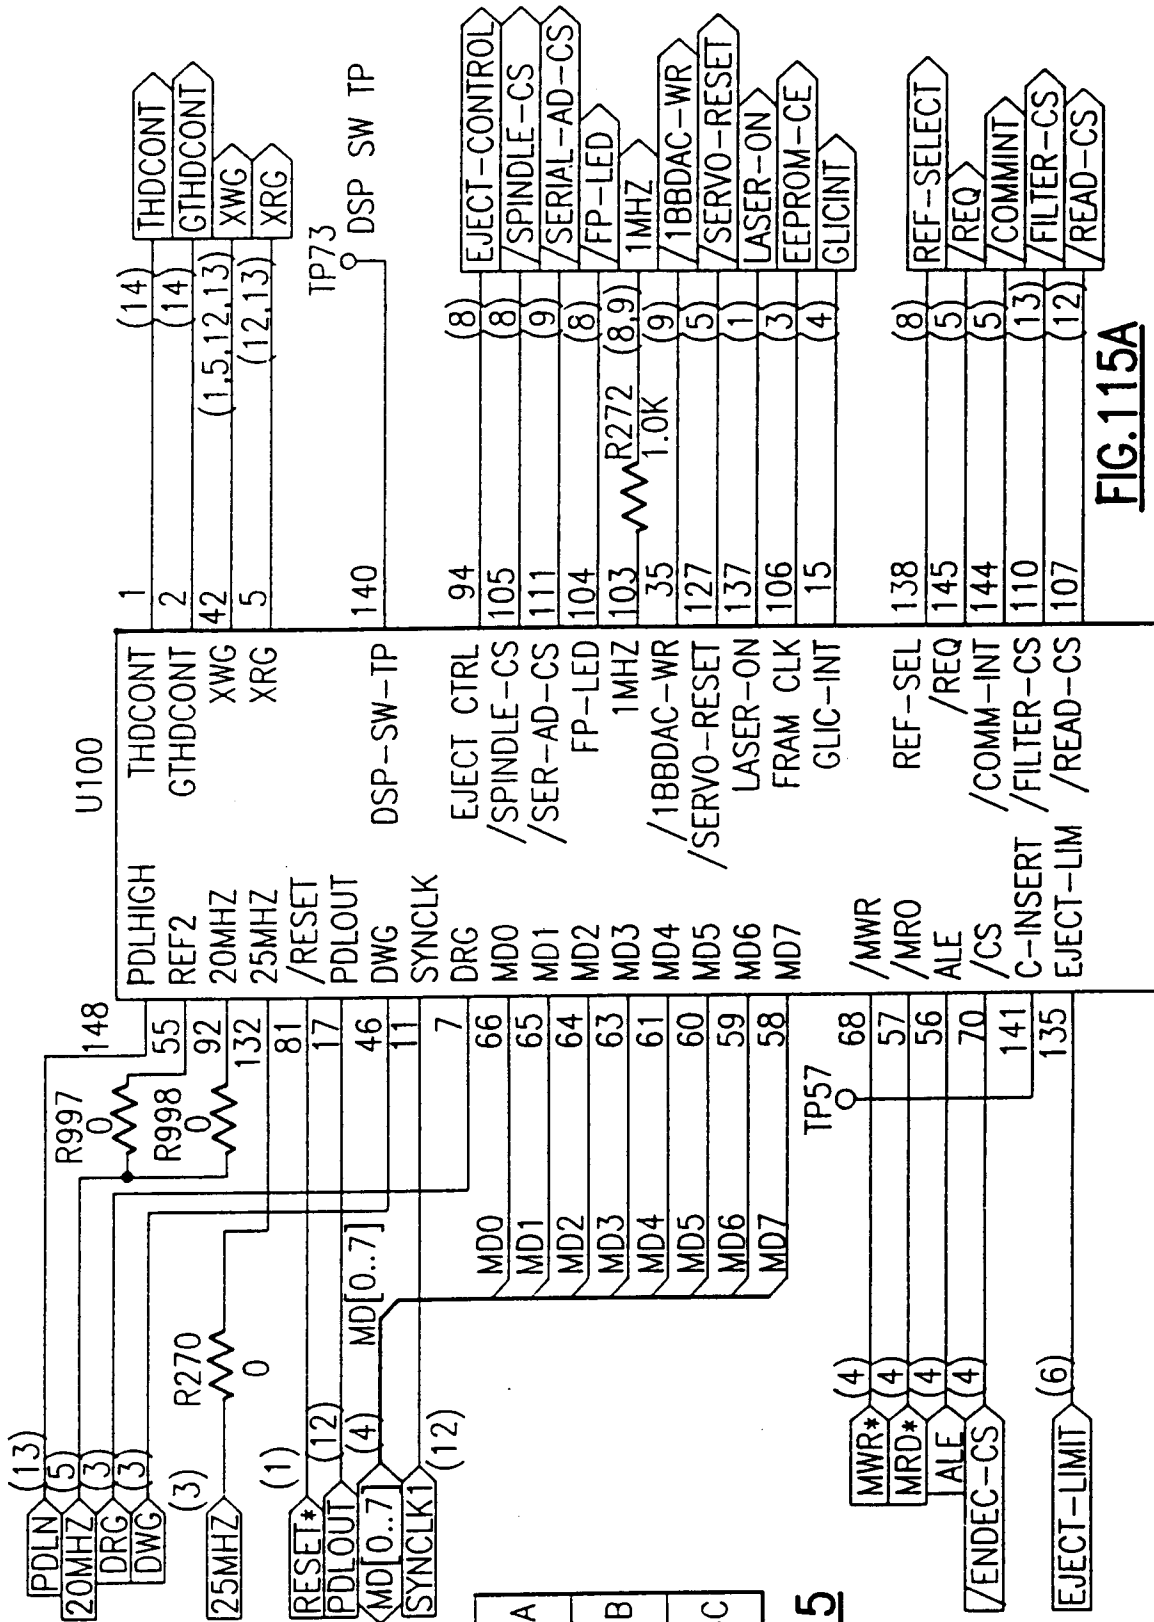 U100
(13) PDLN
(5) 20MHZ
(3) DRG
(3) DWG
R997
0
R998
0
(3) 25MHZ
R270
0
(1) RESET*
(12) PDLOUT
(4) MD[0..7]
MD[0..7]
(12) SYNCLK1
148 PDLHIGH
55 REF2
92 20MHZ
132 25MHZ
81 /RESET
17 PDLOUT
46 DWG
11 SYNCLK
7 DRG
MD0 66 MD0
MD1 65 MD1
MD2 64 MD2
MD3 63 MD3
MD4 61 MD4
MD5 60 MD5
MD6 59 MD6
MD7 58 MD7
TP57
MWR* (4) 68 /MWR
MRD* (4) 57 /MRO
ALE (4) 56 ALE
/ENDEC-CS (4) 70 /CS
141 C-INSERT
EJECT-LIMIT (6) 135 EJECT-LIM
THDCONT 1 (14) THDCONT
GTHDCONT 2 (14) GTHDCONT
XWG 42 (1,5,12,13) XWG
XRG 5 (12,13) XRG
DSP-SW-TP 140 TP73 DSP SW TP
EJECT CTRL 94 (8) EJECT-CONTROL
/SPINDLE-CS 105 (8) /SPINDLE-CS
/SER-AD-CS 111 (9) /SERIAL-AD-CS
FP-LED 104 (8) /FP-LED
1MHZ 103 R272 1.0K (8,9) 1MHZ
/1BBDAC-WR 35 (9) /1BBDAC-WR
/SERVO-RESET 127 (5) /SERVO-RESET
LASER-ON 137 (1) LASER-ON
FRAM CLK 106 (3) EEPROM-CE
GLIC-INT 15 (4) GLICINT
REF-SEL 138 (8) REF-SELECT
/REQ 145 (5) /REQ
/COMM-INT 144 (5) /COMMINT
/FILTER-CS 110 (13) /FILTER-CS
/READ-CS 107 (12) /READ-CS
A
B
C
5
FIG.115A